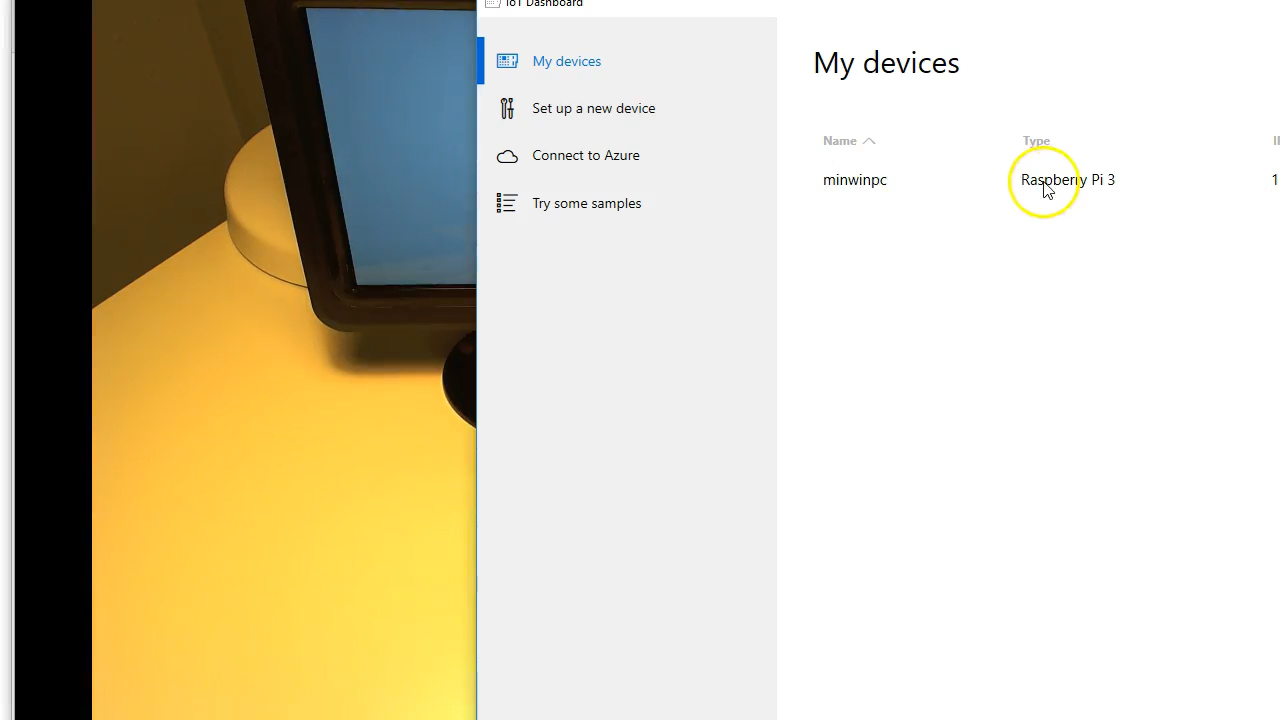 IoT Dashboard
My devices
Set up a new device
Connect to Azure
Try some samples
My devices
Name Type
minwinpc Raspberry Pi 3 1